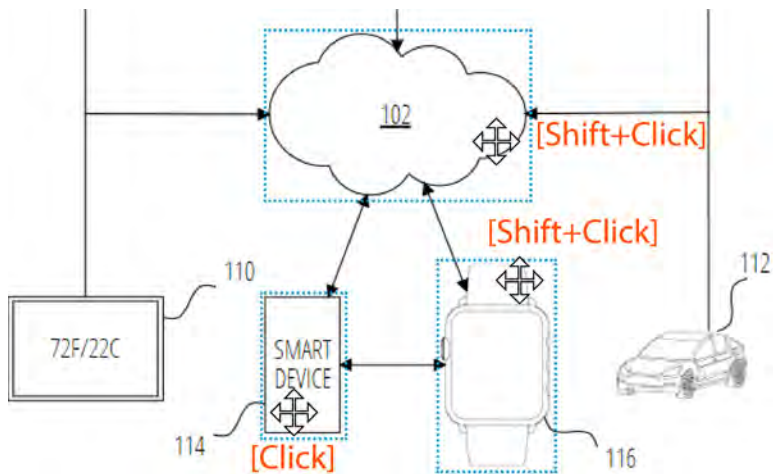 102
[Shift+Click]
[Shift+Click]
110
112
72F/22C
SMART
DEVICE
114
116
[Click]